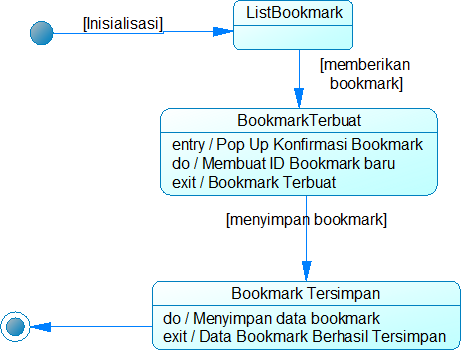 [Inisialisasi]
ListBookmark
[memberikan
bookmark]
BookmarkTerbuat
entry / Pop Up Konfirmasi Bookmark
do / Membuat ID Bookmark baru
exit / Bookmark Terbuat
[menyimpan bookmark]
Bookmark Tersimpan
do / Menyimpan data bookmark
exit / Data Bookmark Berhasil Tersimpan